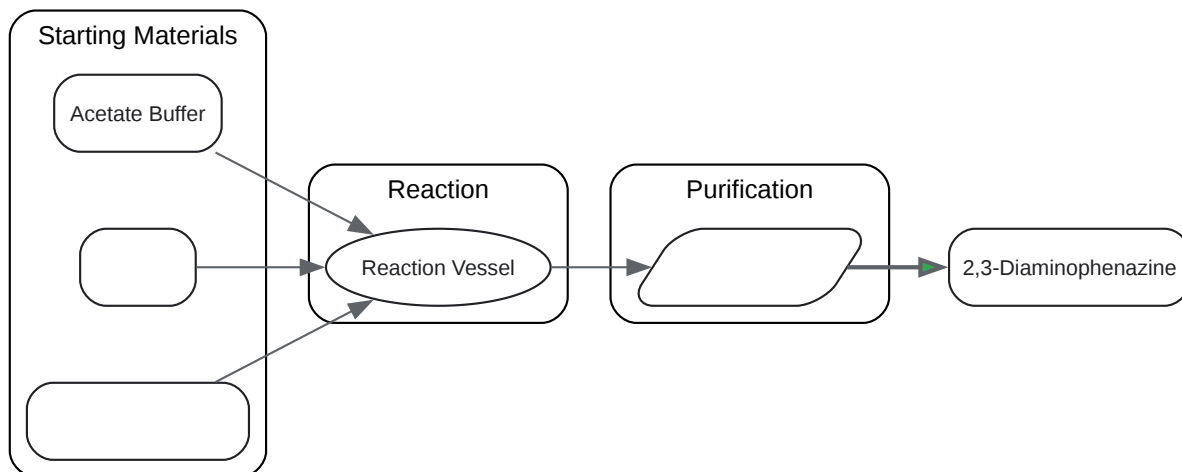 Starting Materials
Acetate Buffer
Reaction
Reaction Vessel
Purification
2,3-Diaminophenazine